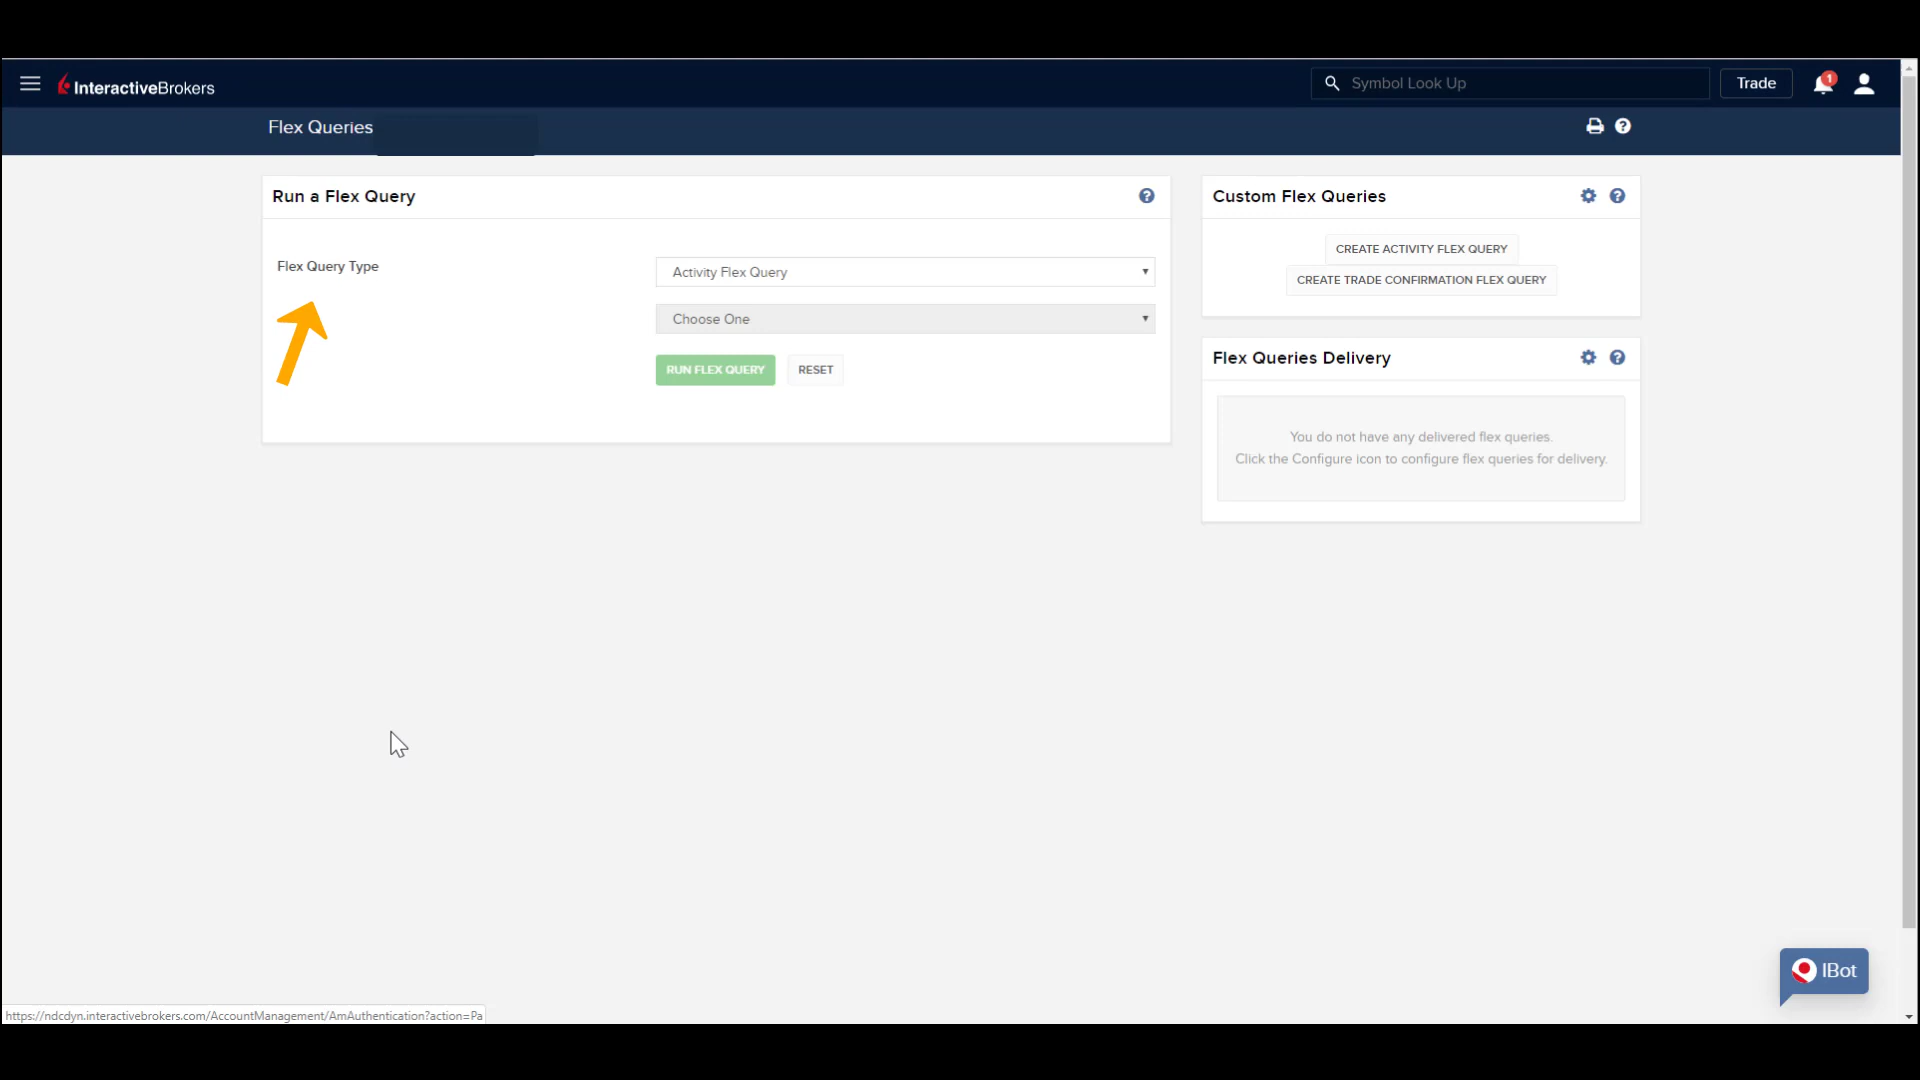 InteractiveBrokers
Symbol Look Up
Trade
1
Flex Queries
Run a Flex Query
Flex Query Type
Activity Flex Query
Choose One
RUN FLEX QUERY
RESET
Custom Flex Queries
CREATE ACTIVITY FLEX QUERY
CREATE TRADE CONFIRMATION FLEX QUERY
Flex Queries Delivery
You do not have any delivered flex queries.
Click the Configure icon to configure flex queries for delivery.
IBot
https://ndcdyn.interactivebrokers.com/AccountManagement/AmAuthentication?action=Pa